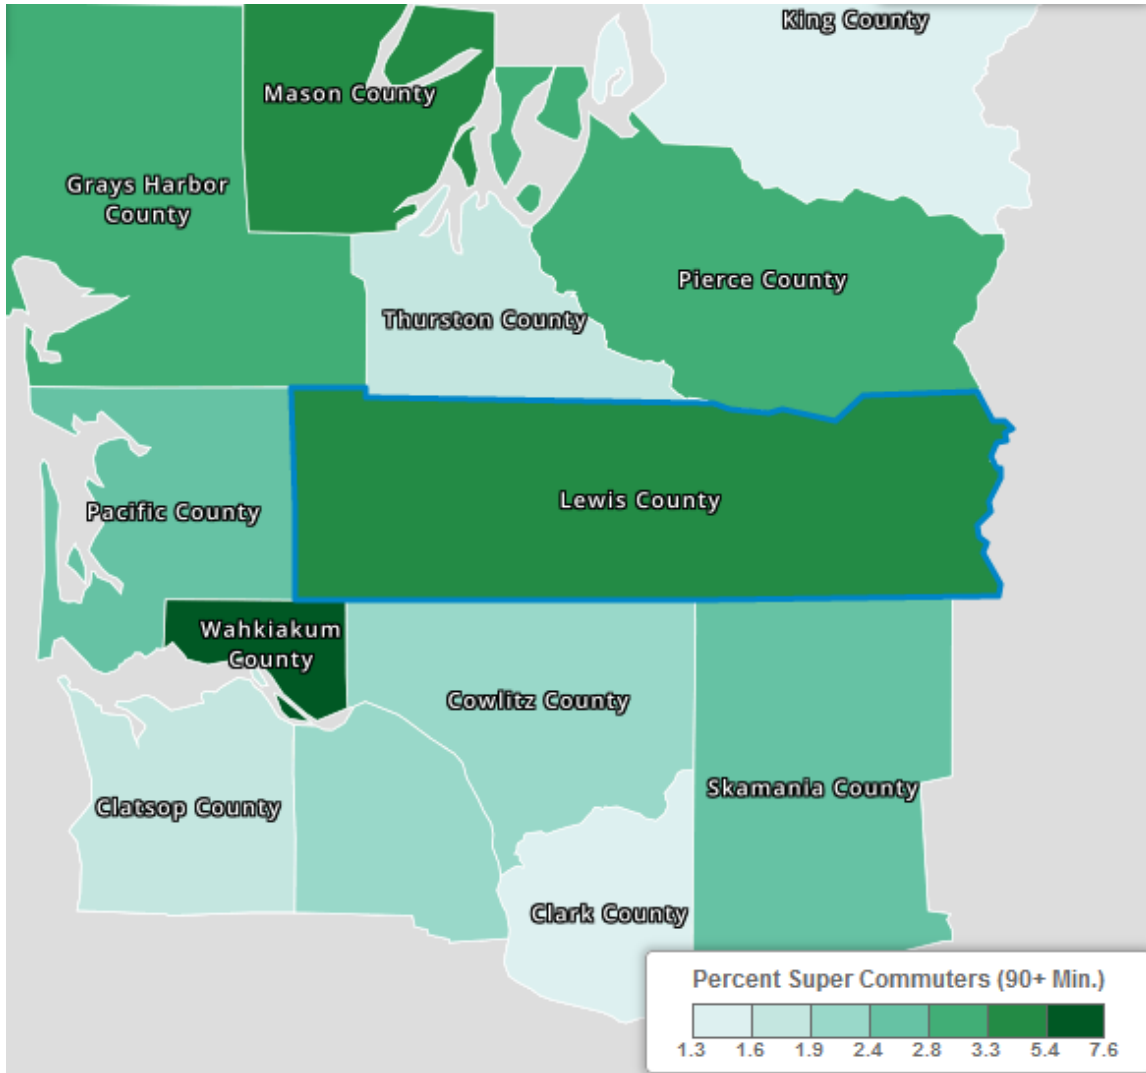 King County
Mason County
Grays Harbor
County
Pierce County
Thurston County
Lewis County
Pacific County
Wahkiakum
County
Cowlitz County
Skamania County
Clatsop County
Clark County
Percent Super Commuters (90+ Min.)
1.3 1.6 1.9 2.4 2.8 3.3 5.4 7.6